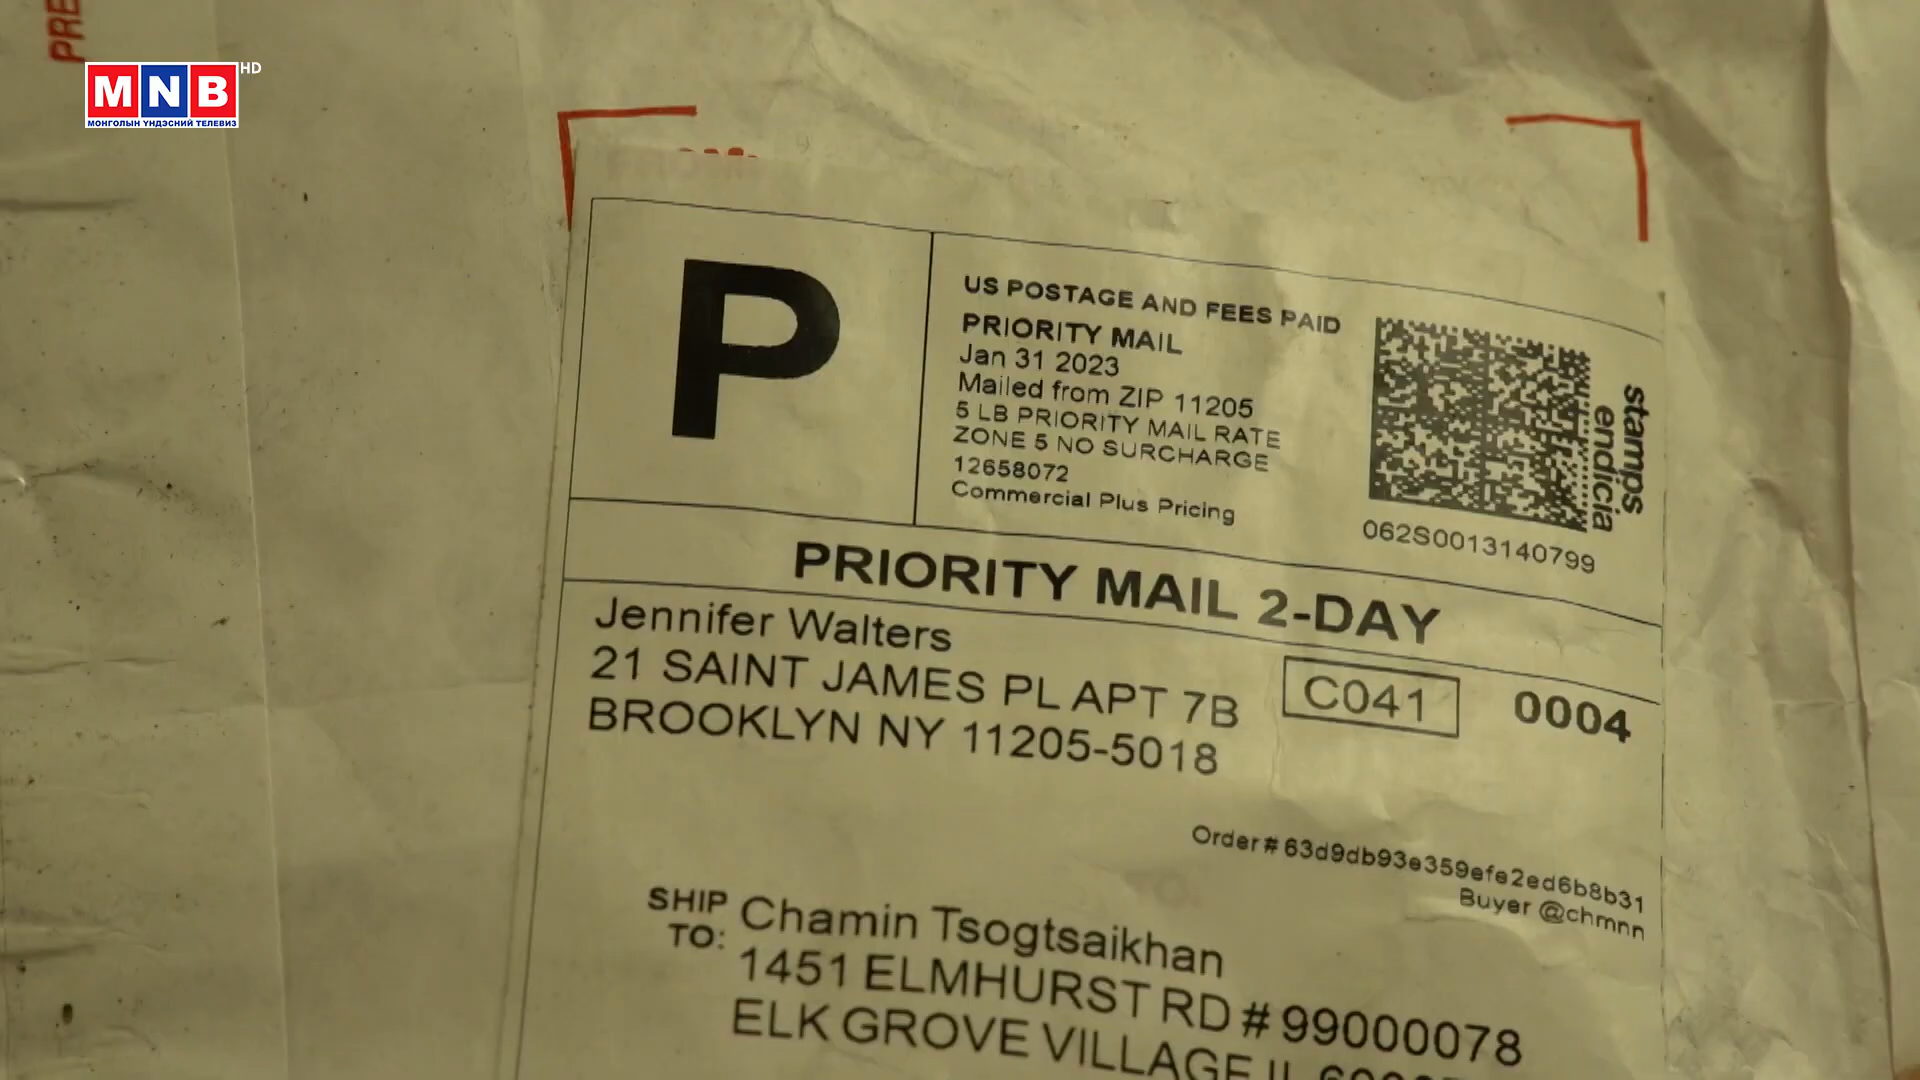 PRE
MNB HD
МОНГОЛЫН ҮНДЭСНИЙ ТЕЛЕВИЗ
P
US POSTAGE AND FEES PAID
PRIORITY MAIL
Jan 31 2023
Mailed from ZIP 11205
5 LB PRIORITY MAIL RATE
ZONE 5 NO SURCHARGE
12658072
Commercial Plus Pricing
stamps
endicia
062S0013140799
PRIORITY MAIL 2-DAY
Jennifer Walters
21 SAINT JAMES PL APT 7B
BROOKLYN NY 11205-5018
C041
0004
Order # 63d9db93e359efe2ed6b8b31
Buyer @chmnn
SHIP
TO:
Chamin Tsogtsaikhan
1451 ELMHURST RD # 99000078
ELK GROVE VILLAGE IL